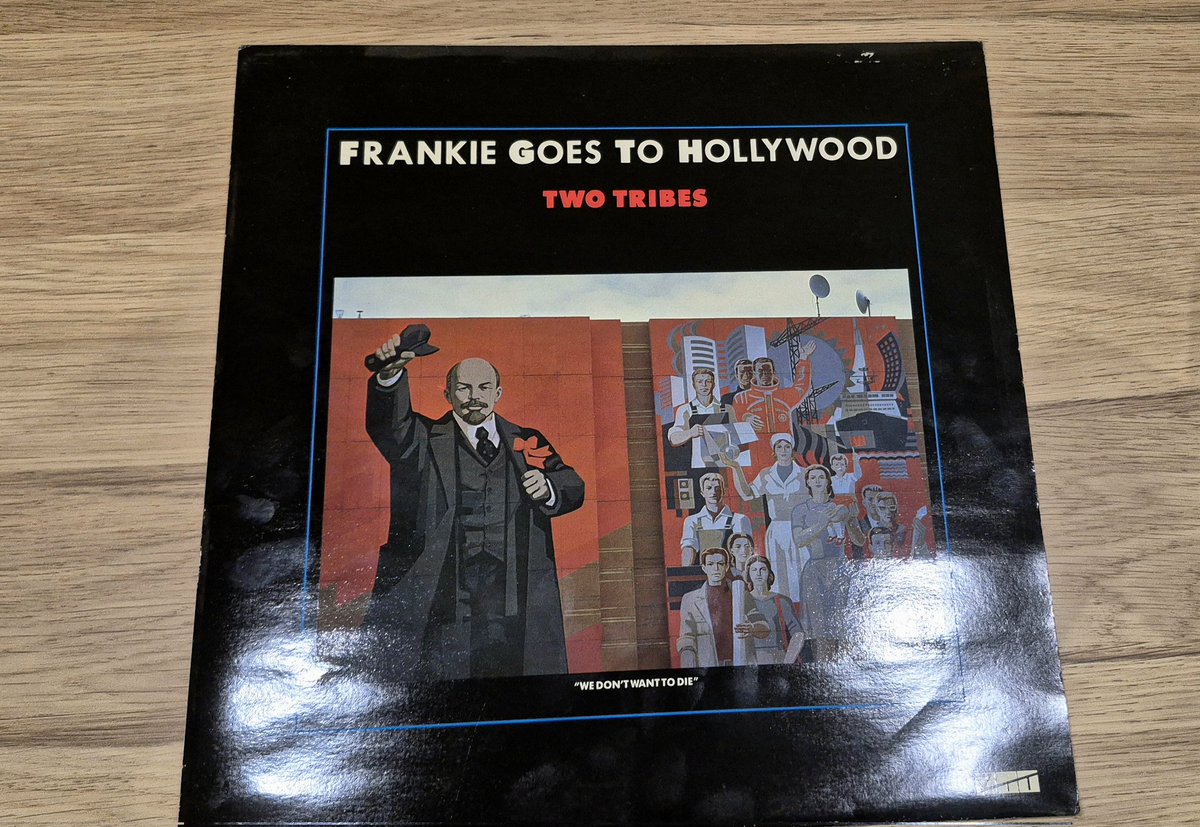 FRANKIE GOES TO HOLLYWOOD
TWO TRIBES
"WE DON'T WANT TO DIE"